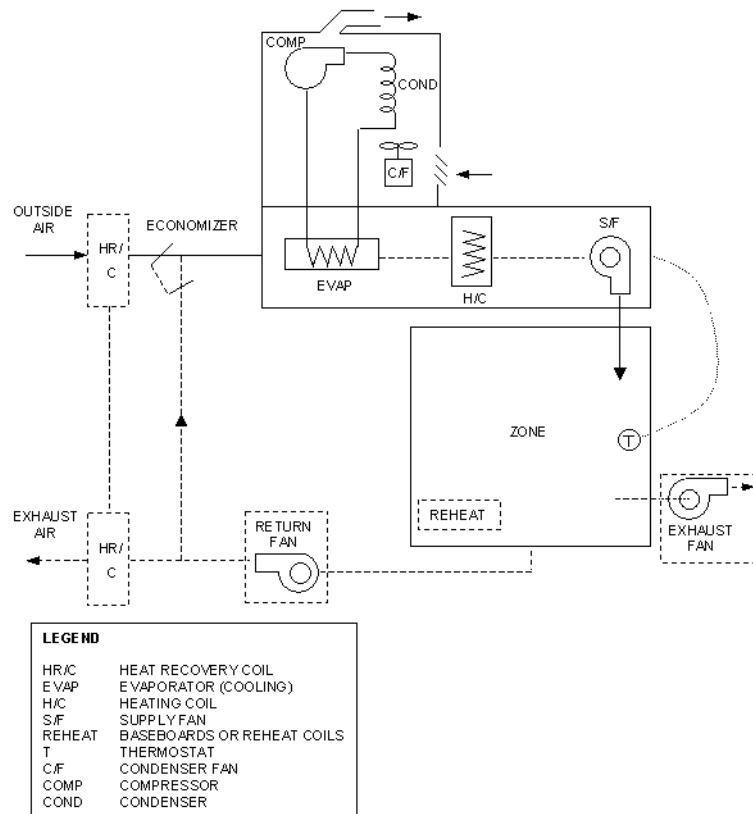 COMP
COND
C/F
OUTSIDE
AIR
ECONOMIZER
HR/
C
S/F
EVAP
H/C
ZONE
T
REHEAT
EXHAUST
FAN
EXHAUST
AIR
HR/
C
RETURN
FAN
LEGEND
HR/C HEAT RECOVERY COIL
EVAP EVAPORATOR (COOLING)
H/C HEATING COIL
S/F SUPPLY FAN
REHEAT BASEBOARDS OR REHEAT COILS
T THERMOSTAT
C/F CONDENSER FAN
COMP COMPRESSOR
COND CONDENSER